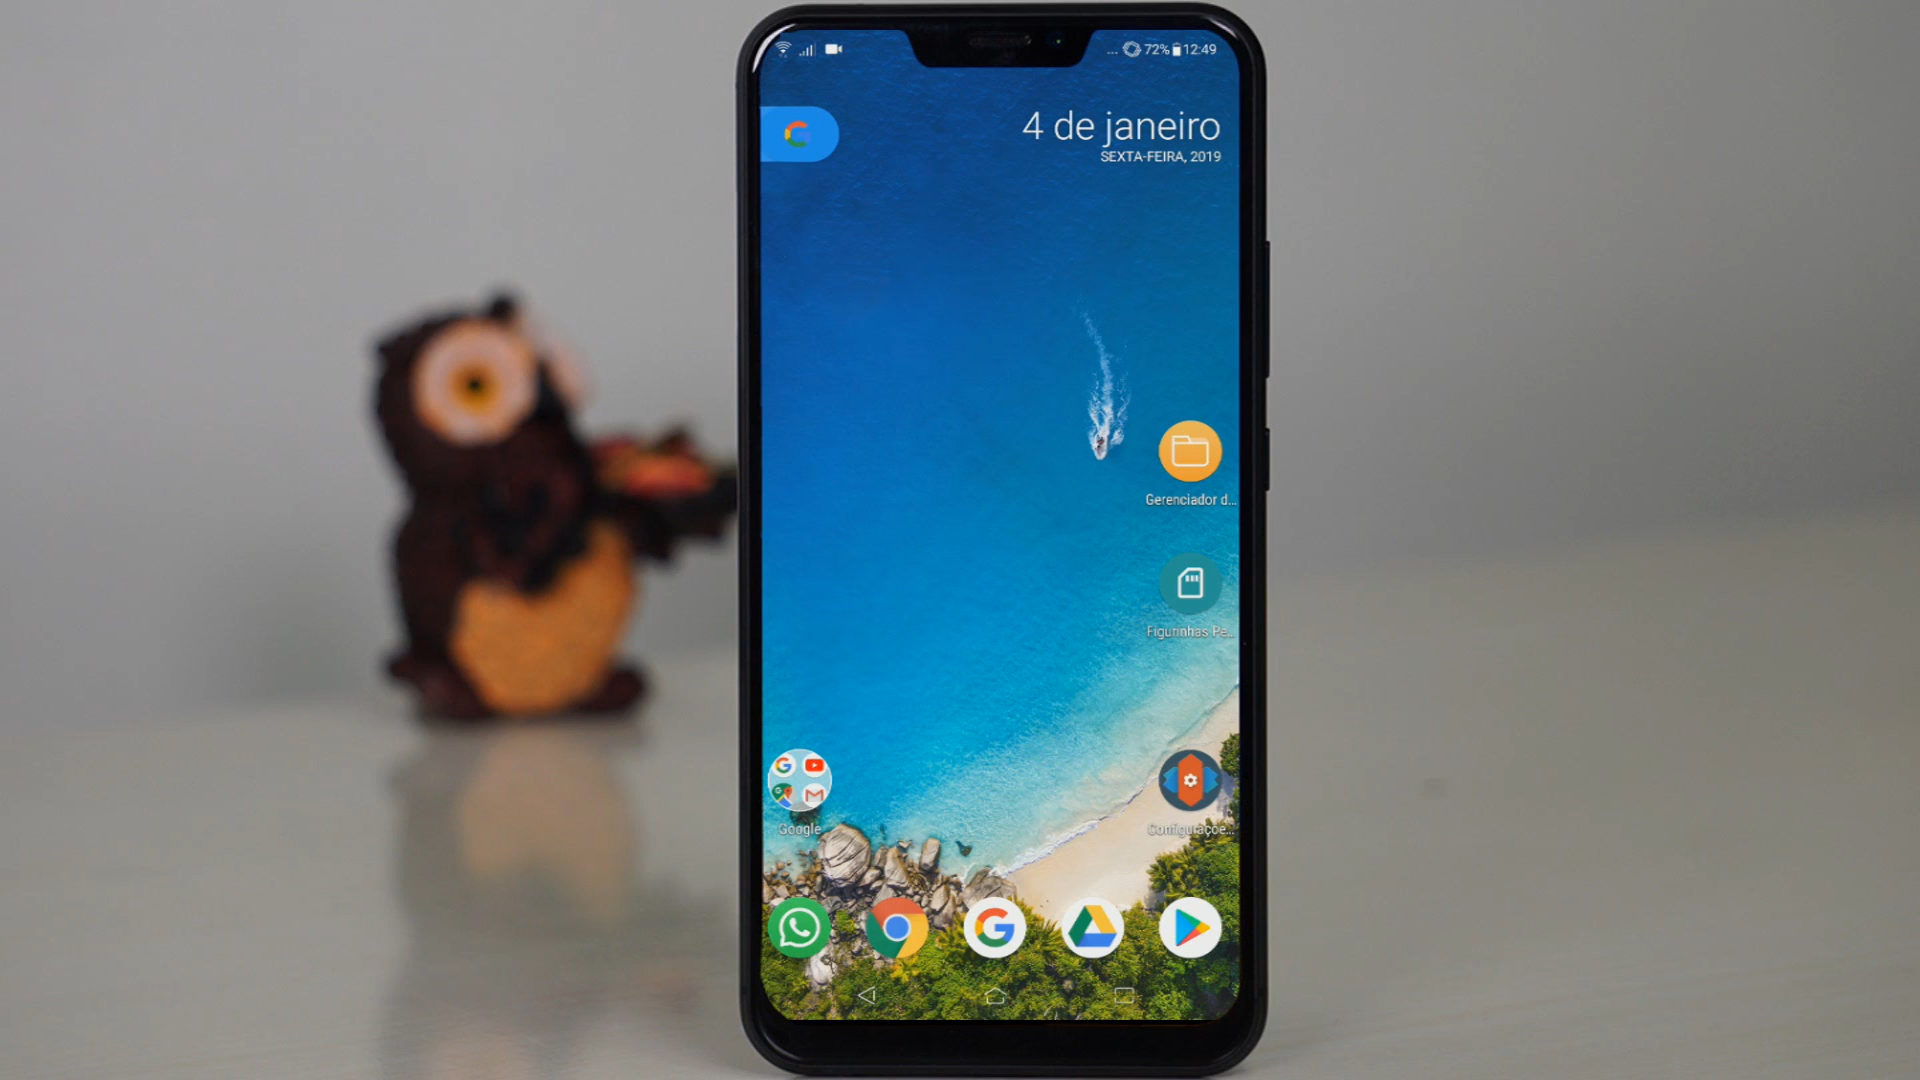 ... 72% 12:49
4 de janeiro
SEXTA-FEIRA, 2019
Gerenciador d...
Figurinhas Pe...
Google
Configuraçõe...